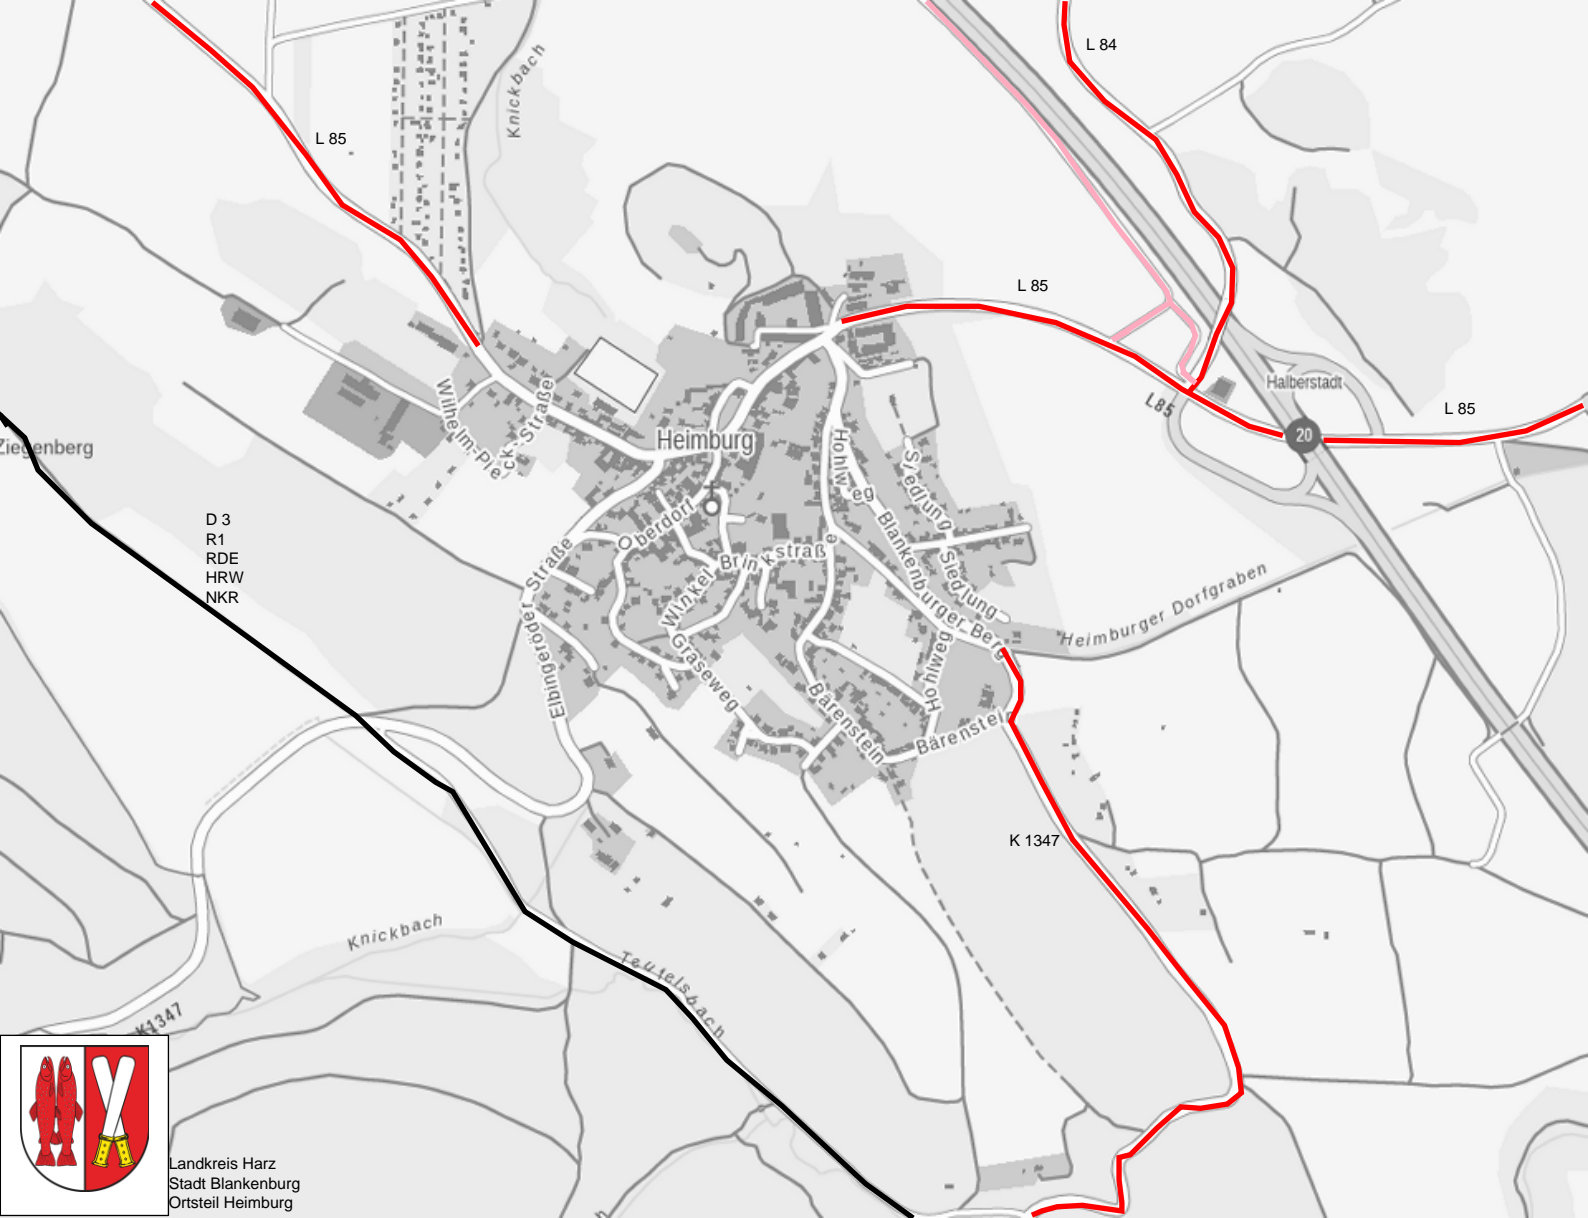 L 84
Knickbach
L 85
L 85
Halberstadt
L85
L 85
20
Wilhelm-Pieck-Straße
Heimburg
Hohlweg
Siedlung
Ziegenberg
D 3
R1
RDE
HRW
NKR
Oberdorf
Brinkstraße
Blankenburger Berg
Siedlung
Elbingeröder Straße
Winkel
Heimburger Dorfgraben
Graseweg
Hohlweg
Bärenstein
Bärenstei
K 1347
Knickbach
Teufelsbach
K1347
Landkreis Harz
Stadt Blankenburg
Ortsteil Heimburg